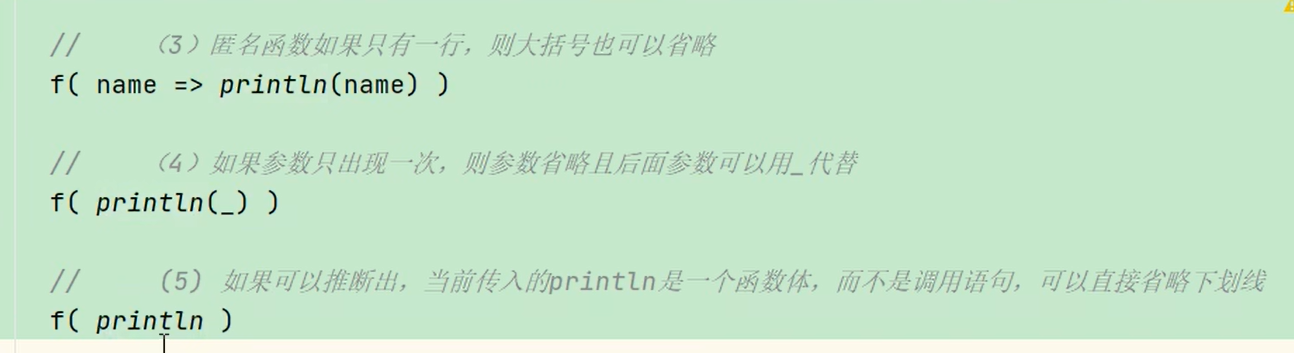 //     （3）匿名函数如果只有一行，则大括号也可以省略
f( name => println(name) )
//     （4）如果参数只出现一次，则参数省略且后面参数可以用_代替
f( println(_) )
//     (5) 如果可以推断出，当前传入的println是一个函数体，而不是调用语句，可以直接省略下划线
f( println )